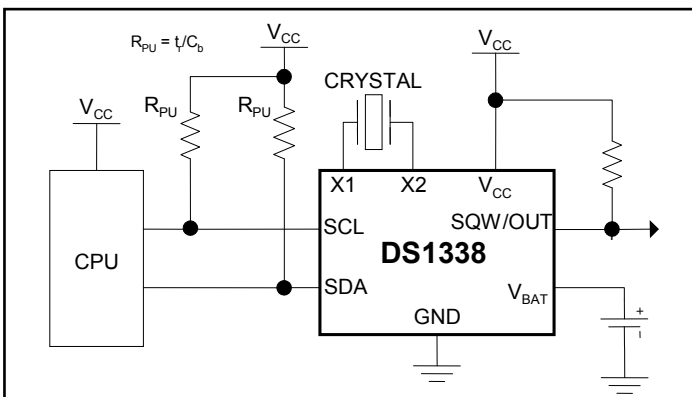 R_PU = t_r/C_b
V_CC
V_CC
CRYSTAL
V_CC
R_PU
R_PU
X1
X2
V_CC
SCL
SQW/OUT
CPU
DS1338
SDA
V_BAT
GND
+